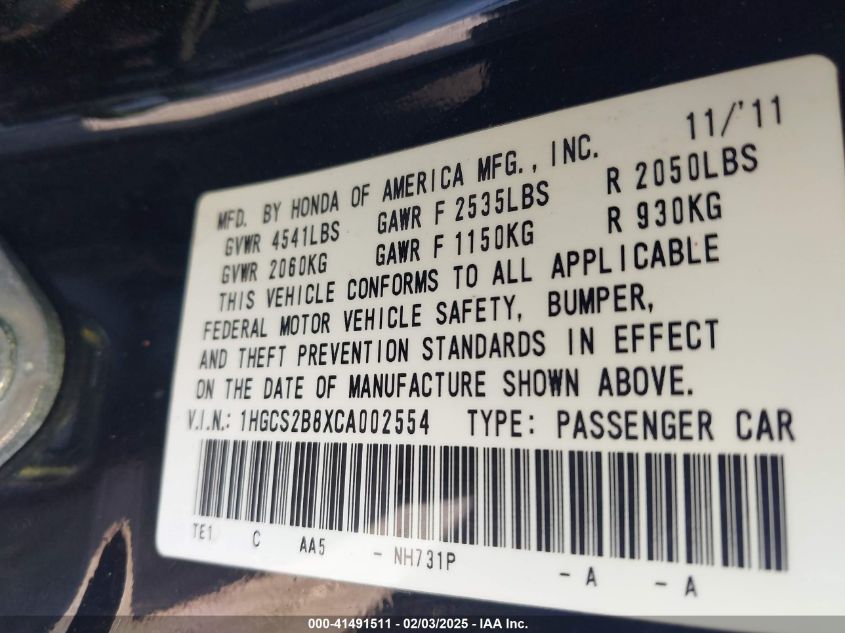 11/'11
MFD. BY HONDA OF AMERICA MFG., INC.
GVWR 4541LBS GAWR F 2535LBS R 2050LBS
GVWR 2060KG GAWR F 1150KG R 930KG
THIS VEHICLE CONFORMS TO ALL APPLICABLE
FEDERAL MOTOR VEHICLE SAFETY, BUMPER,
AND THEFT PREVENTION STANDARDS IN EFFECT
ON THE DATE OF MANUFACTURE SHOWN ABOVE.
V.I.N.: 1HGCS2B8XCA002554 TYPE: PASSENGER CAR
TE1 C AA5 - NH731P - A - A
000-41491511 - 02/03/2025 - IAA Inc.